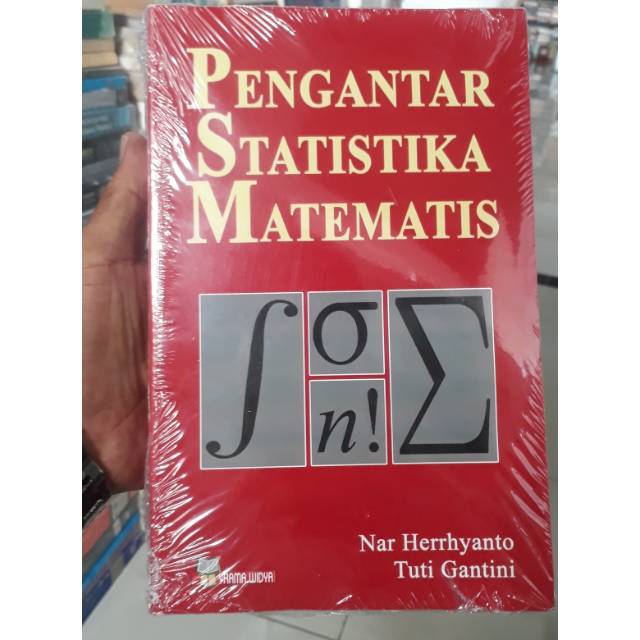 PENGANTAR
STATISTIKA
MATEMATIS
∫
σ
n!
Σ
Nar Herrhyanto
Tuti Gantini
YRAMA WIDYA